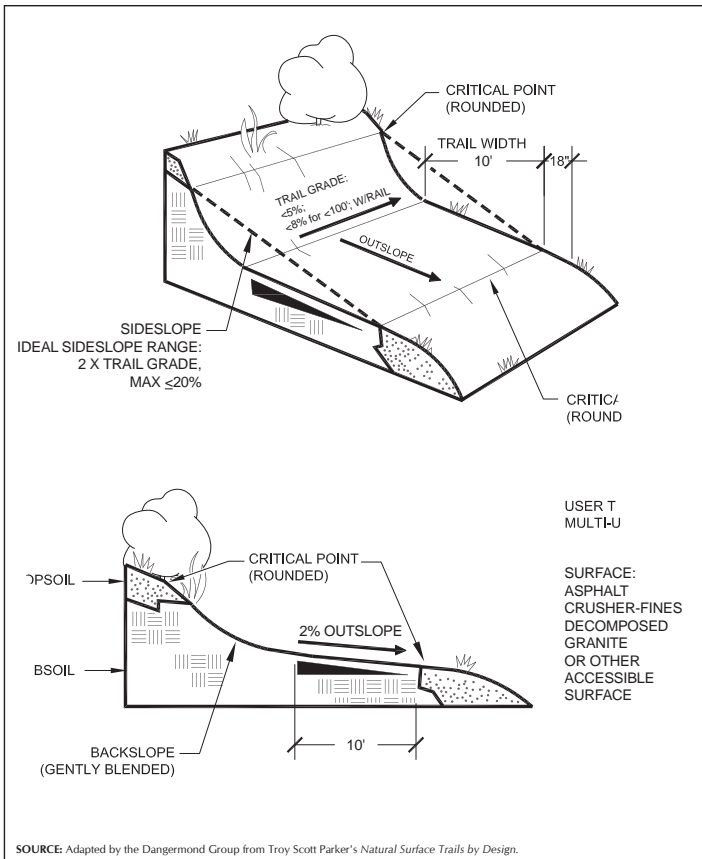 CRITICAL POINT
(ROUNDED)
TRAIL WIDTH
10'
18"
TRAIL GRADE:
<5%;
<8% for <100'; W/RAIL
OUTSLOPE
SIDESLOPE
IDEAL SIDESLOPE RANGE:
2 X TRAIL GRADE,
MAX ≤20%
(ROUND
USER T
MULTI-U
CRITICAL POINT
(ROUNDED)
OPSOIL
2% OUTSLOPE
SURFACE:
ASPHALT
CRUSHER-FINES
DECOMPOSED
GRANITE
OR OTHER
ACCESSIBLE
SURFACE
BSOIL
10'
BACKSLOPE
(GENTLY BLENDED)
SOURCE: Adapted by the Dangermond Group from Troy Scott Parker's Natural Surface Trails by Design.